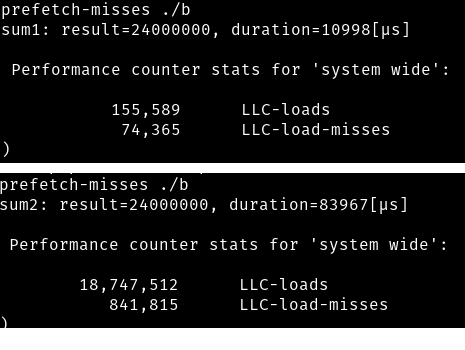 prefetch-misses ./b
sum1: result=24000000, duration=10998[µs]
Performance counter stats for 'system wide':
155,589 LLC-loads
74,365 LLC-load-misses
)
prefetch-misses ./b
sum2: result=24000000, duration=83967[µs]
Performance counter stats for 'system wide':
18,747,512 LLC-loads
841,815 LLC-load-misses
)